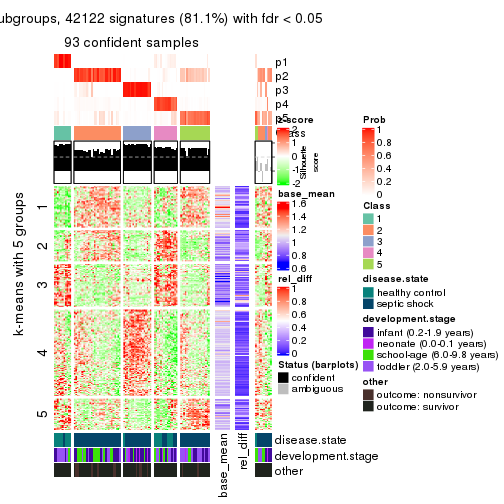 ubgroups, 42122 signatures (81.1%) with fdr < 0.05
93 confident samples
p1
p2
p3
p4
p5
Class
Silhouette
score
k-means with 5 groups
1
2
3
4
5
z-score
2
1
0
-1
-2
base_mean
1.6
1.4
1.2
1
0.8
0.6
rel_diff
1
0.8
0.6
0.4
0.2
0
Status (barplots)
confident
ambiguous
Prob
1
0.8
0.6
0.4
0.2
0
Class
1
2
3
4
5
disease.state
healthy control
septic shock
development.stage
infant (0.2-1.9 years)
neonate (0.0-0.1 years)
school-age (6.0-9.8 years)
toddler (2.0-5.9 years)
other
outcome: nonsurvivor
outcome: survivor
disease.state
development.stage
other
base_mean
rel_diff